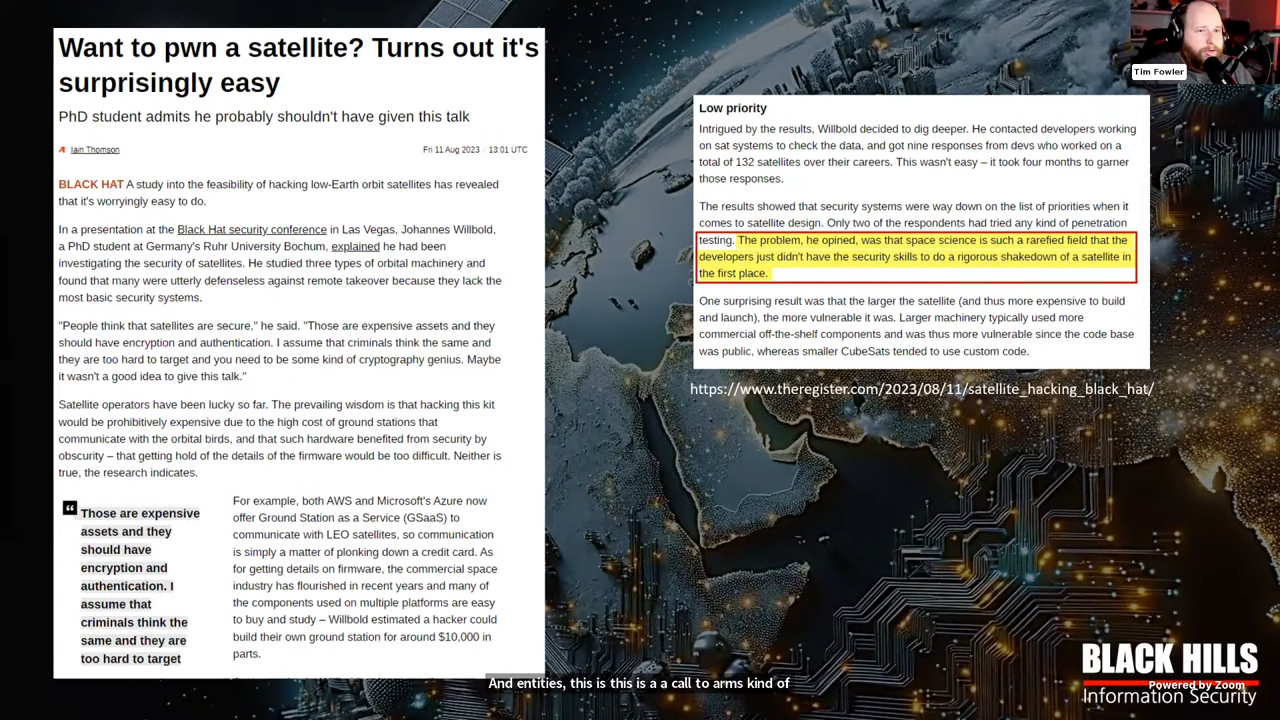 Want to pwn a satellite? Turns out it's
surprisingly easy
PhD student admits he probably shouldn't have given this talk
Iain Thomson
Fri 11 Aug 2023 13:01 UTC
BLACK HAT A study into the feasibility of hacking low-Earth orbit satellites has revealed
that it's worryingly easy to do.
In a presentation at the Black Hat security conference in Las Vegas, Johannes Willbold,
a PhD student at Germany's Ruhr University Bochum, explained he had been
investigating the security of satellites. He studied three types of orbital machinery and
found that many were utterly defenseless against remote takeover because they lack the
most basic security systems.
"People think that satellites are secure," he said. "Those are expensive assets and they
should have encryption and authentication. I assume that criminals think the same and
they are too hard to target and you need to be some kind of cryptography genius. Maybe
it wasn't a good idea to give this talk."
Satellite operators have been lucky so far. The prevailing wisdom is that hacking this kit
would be prohibitively expensive due to the high cost of ground stations that
communicate with the orbital birds, and that such hardware benefited from security by
obscurity – that getting hold of the details of the firmware would be too difficult. Neither is
true, the research indicates.
Those are expensive
assets and they
should have
encryption and
authentication. I
assume that
criminals think the
same and they are
too hard to target
For example, both AWS and Microsoft's Azure now
offer Ground Station as a Service (GSaaS) to
communicate with LEO satellites, so communication
is simply a matter of plonking down a credit card. As
for getting details on firmware, the commercial space
industry has flourished in recent years and many of
the components used on multiple platforms are easy
to buy and study – Willbold estimated a hacker could
build their own ground station for around $10,000 in
parts.
Low priority
Intrigued by the results, Willbold decided to dig deeper. He contacted developers working
on sat systems to check the data, and got nine responses from devs who worked on a
total of 132 satellites over their careers. This wasn't easy – it took four months to garner
those responses.
The results showed that security systems were way down on the list of priorities when it
comes to satellite design. Only two of the respondents had tried any kind of penetration
testing. The problem, he opined, was that space science is such a rarefied field that the
developers just didn't have the security skills to do a rigorous shakedown of a satellite in
the first place.
One surprising result was that the larger the satellite (and thus more expensive to build
and launch), the more vulnerable it was. Larger machinery typically used more
commercial off-the-shelf components and was thus more vulnerable since the code base
was public, whereas smaller CubeSats tended to use custom code.
https://www.theregister.com/2023/08/11/satellite_hacking_black_hat/
Tim Fowler
And entities, this is this is a a call to arms kind of
BLACK HILLS
Information Security
Powered by Zoom